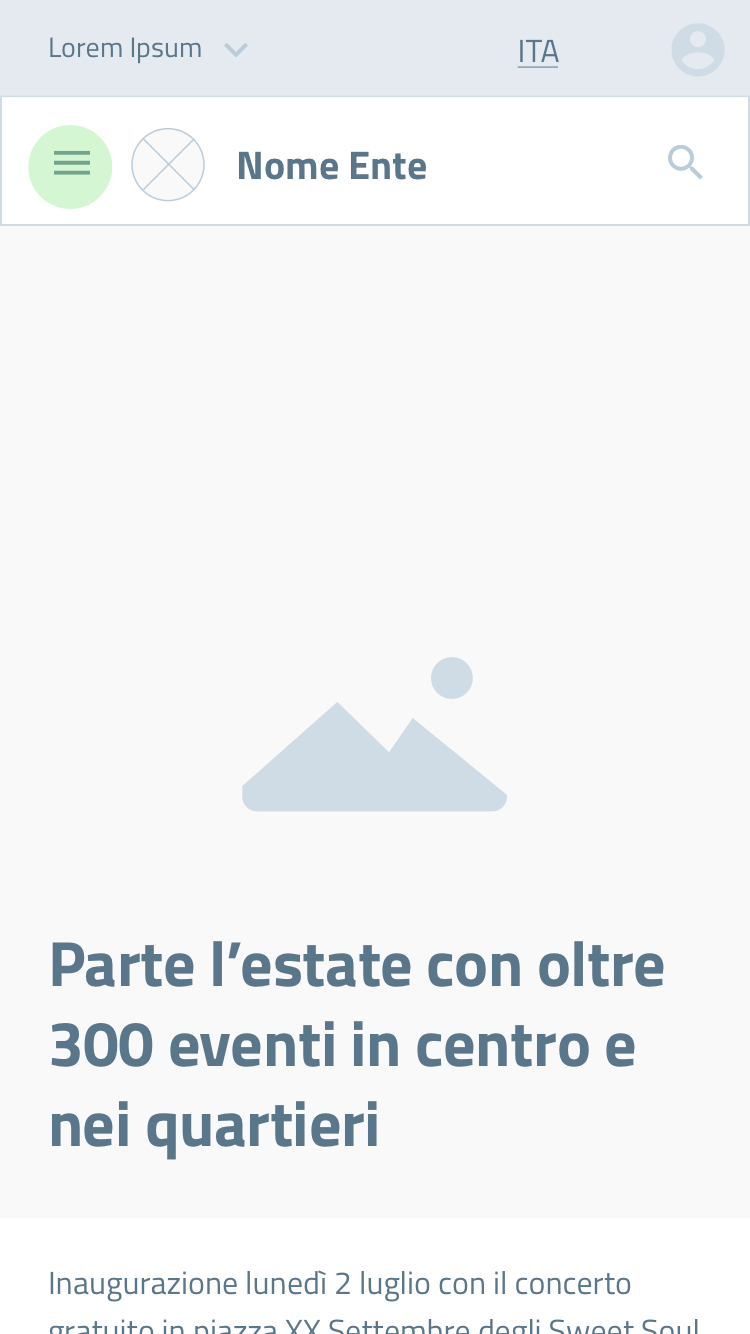 Lorem Ipsum
ITA
Nome Ente
Parte l’estate con oltre
300 eventi in centro e
nei quartieri
Inaugurazione lunedì 2 luglio con il concerto
gratuito in piazza XX Settembre degli Sweet Soul